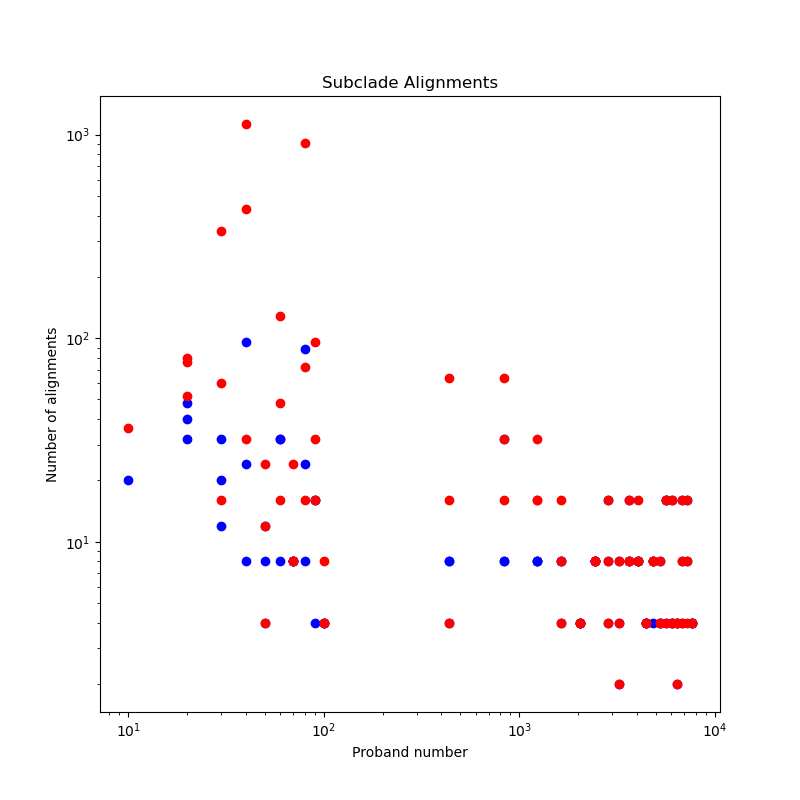 Subclade Alignments
Number of alignments
10³
10²
10¹
10¹ 10² 10³ 10⁴
Proband number